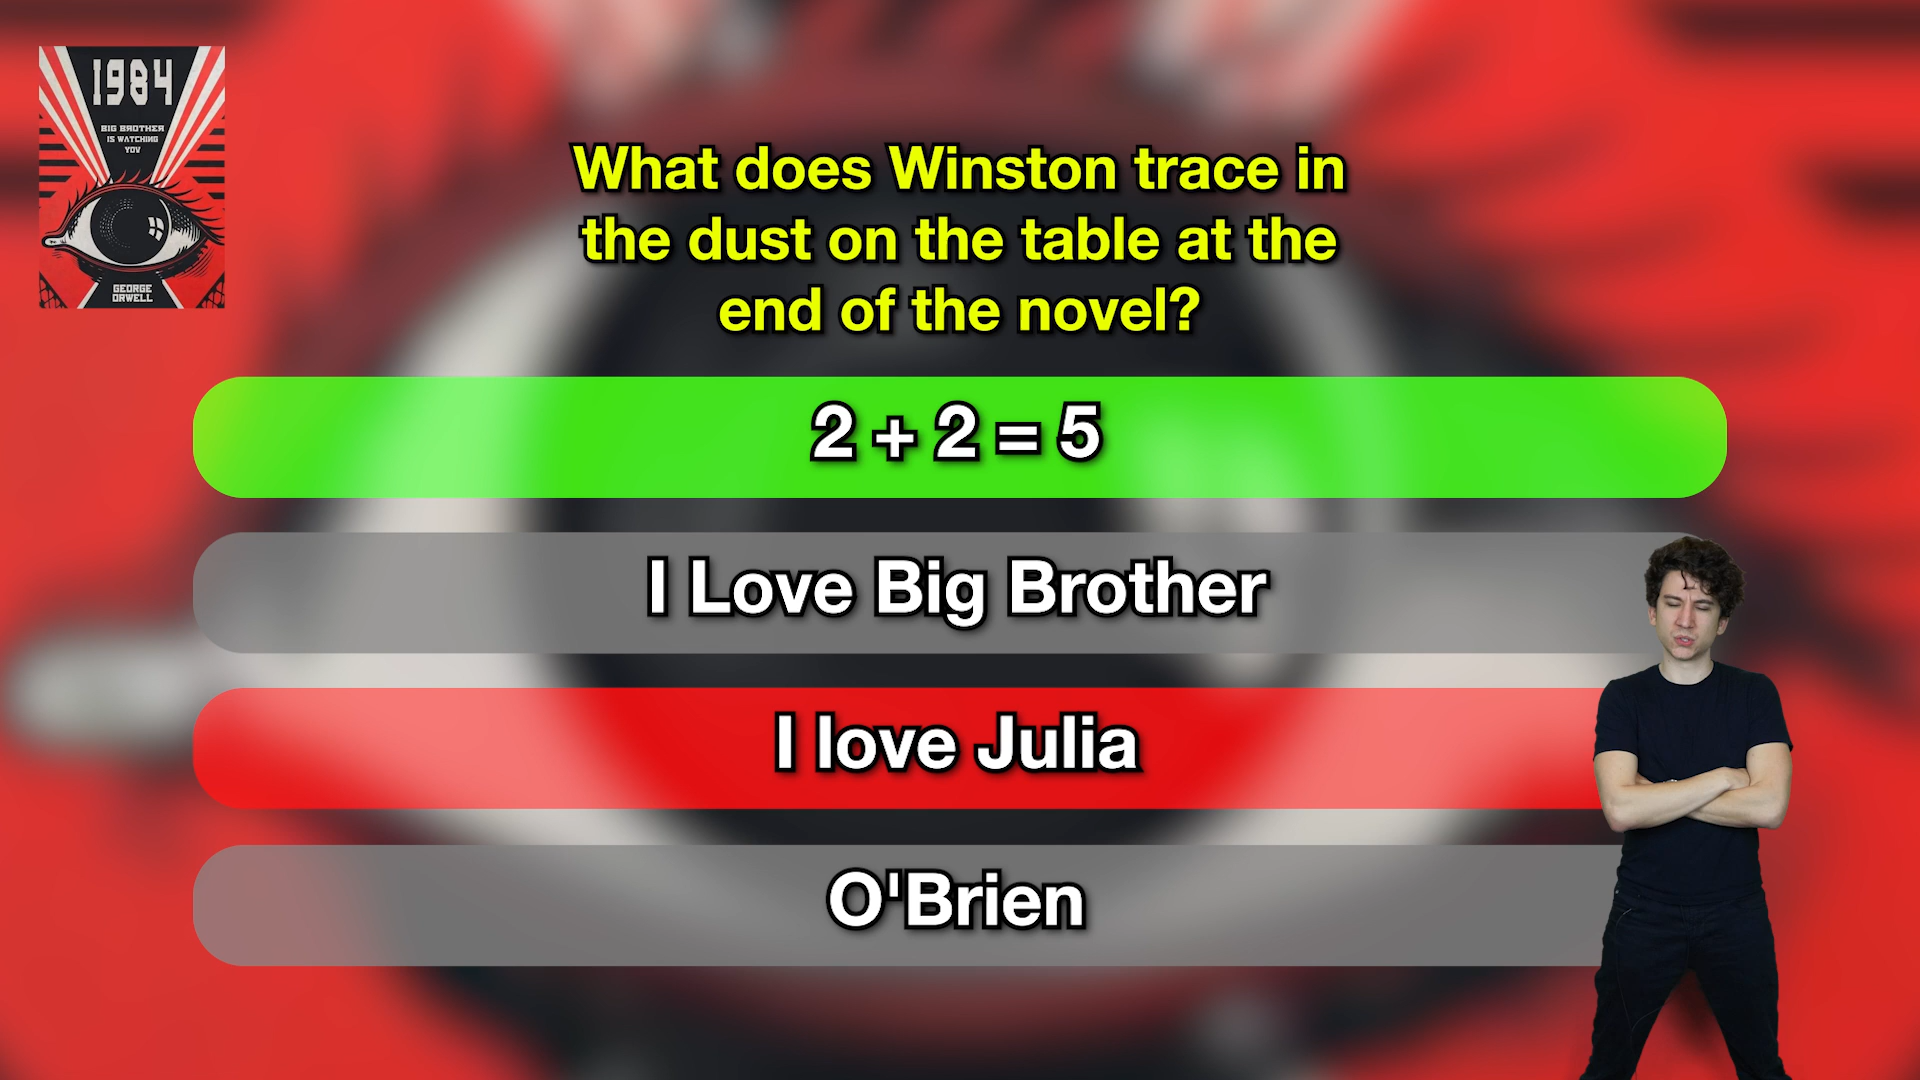 1984
BIG BROTHER
IS WATCHING
YOV
GEORGE
ORWELL
What does Winston trace in
the dust on the table at the
end of the novel?
2 + 2 = 5
I Love Big Brother
I love Julia
O'Brien